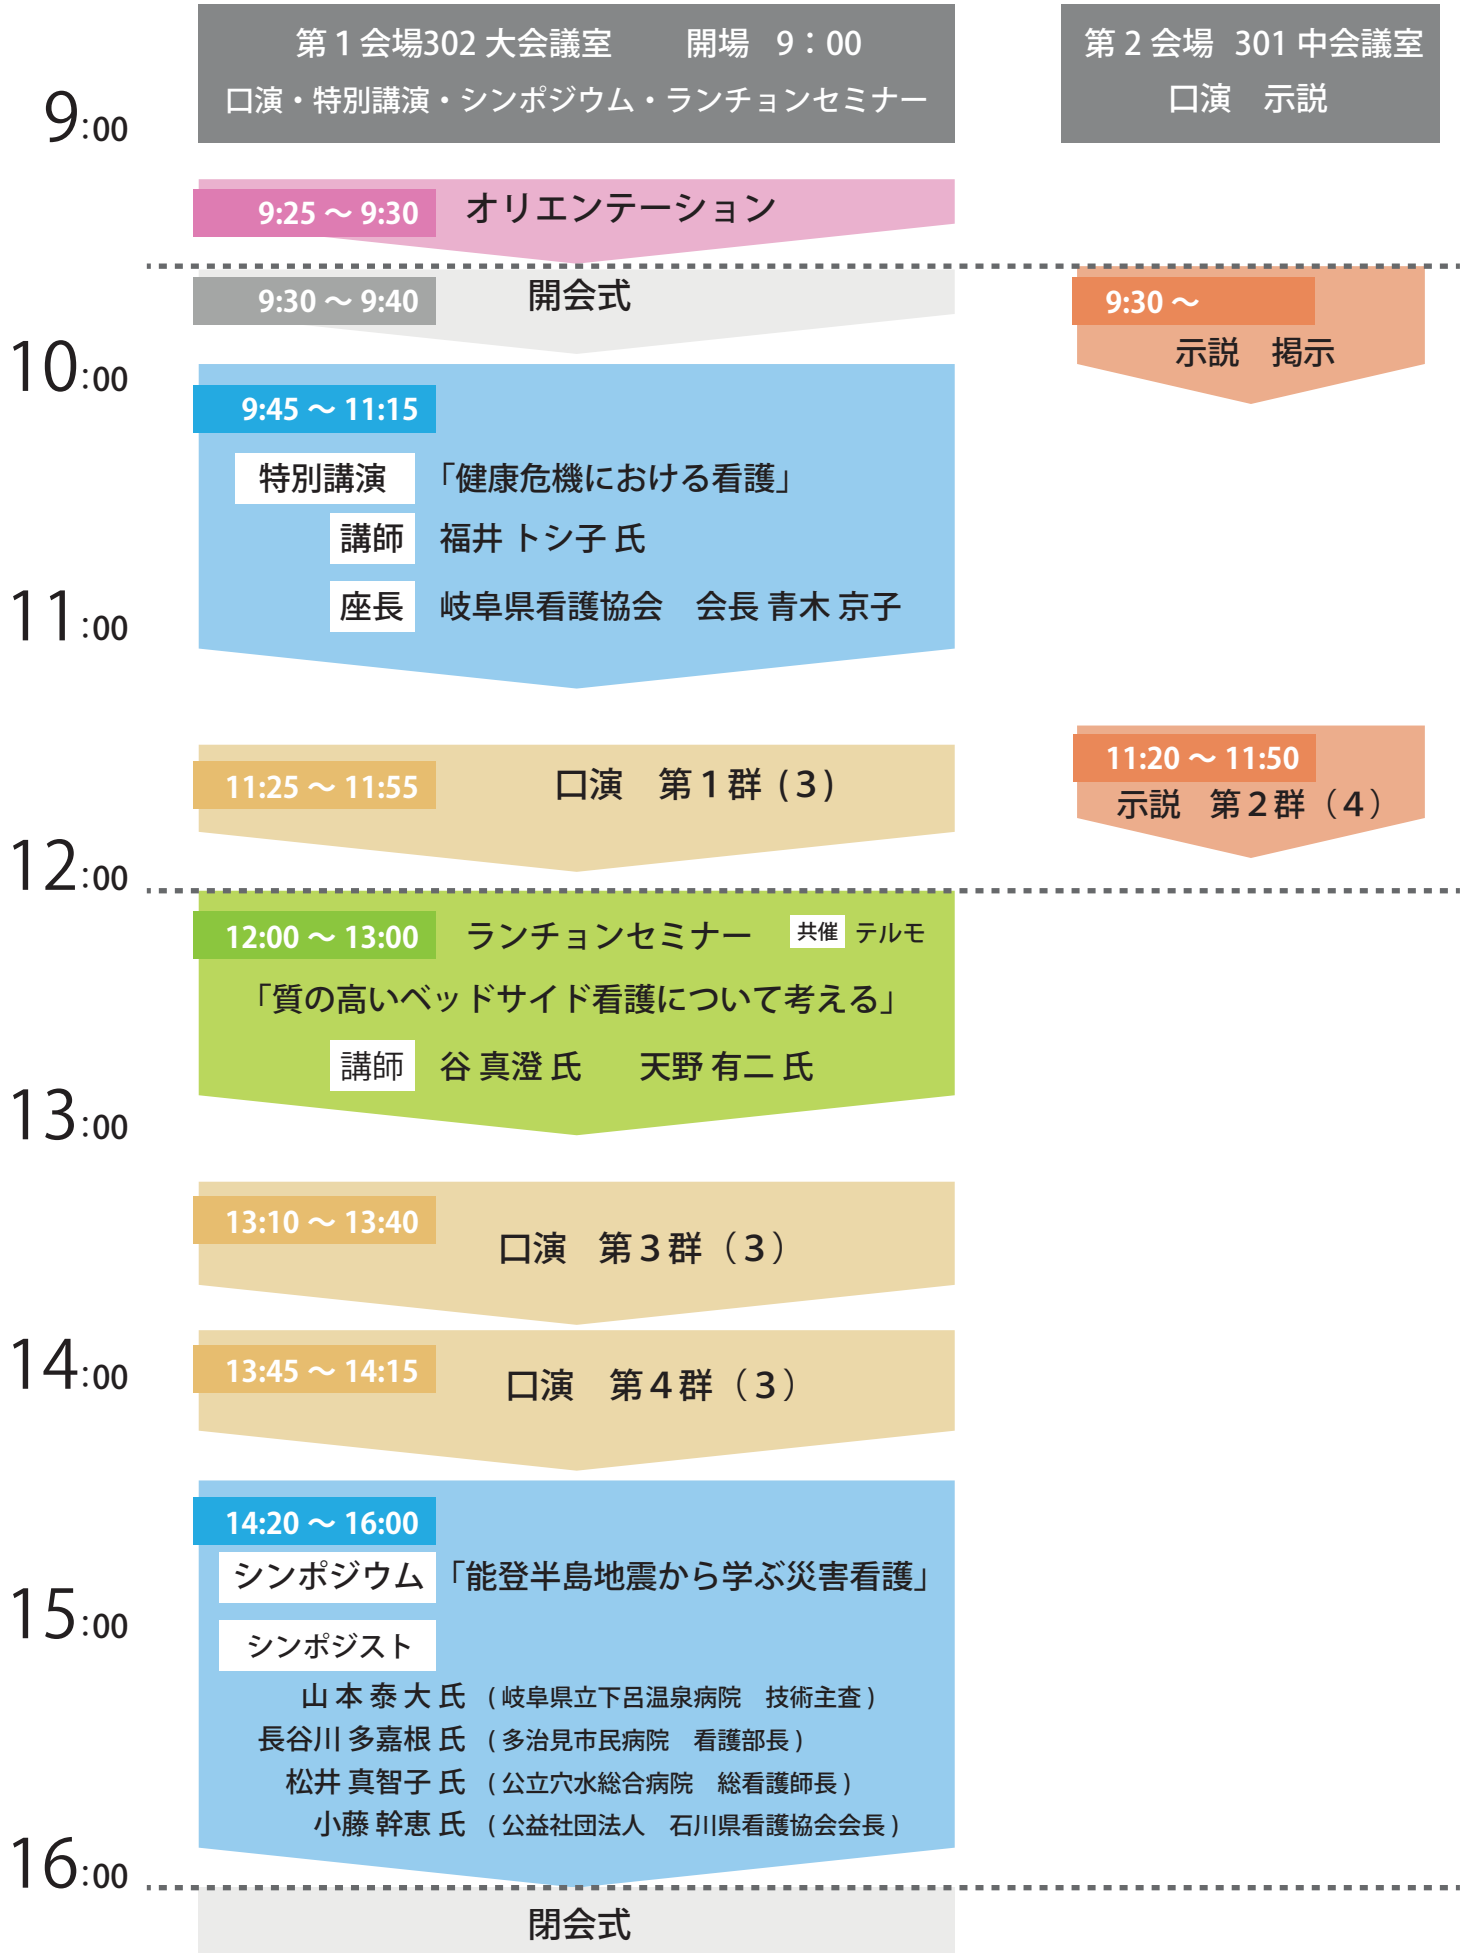 第１会場302 大会議室　開場　9：00
口演・特別講演・シンポジウム・ランチョンセミナー
第２会場　301 中会議室
口演　示説
9:00
9:25 ～ 9:30　オリエンテーション
9:30 ～ 9:40　開会式
9:30 ～
示説　掲示
10:00
9:45 ～ 11:15
特別講演　「健康危機における看護」
講師　福井 トシ子 氏
座長　岐阜県看護協会　会長 青木 京子
11:00
11:25 ～ 11:55　口演　第１群 (３)
11:20 ～ 11:50
示説　第２群（４）
12:00
12:00 ～ 13:00　ランチョンセミナー　共催　テルモ
「質の高いベッドサイド看護について考える」
講師　谷 真澄 氏　天野 有二 氏
13:00
13:10 ～ 13:40　口演　第３群（３）
14:00
13:45 ～ 14:15　口演　第４群（３）
14:20 ～ 16:00
シンポジウム　「能登半島地震から学ぶ災害看護」
15:00
シンポジスト
山 本 泰 大 氏　( 岐阜県立下呂温泉病院　技術主査 )
長谷川 多嘉根 氏　( 多治見市民病院　看護部長 )
松井 真智子 氏　( 公立穴水総合病院　総看護師長 )
小藤 幹恵 氏　( 公益社団法人　石川県看護協会会長 )
16:00
閉会式